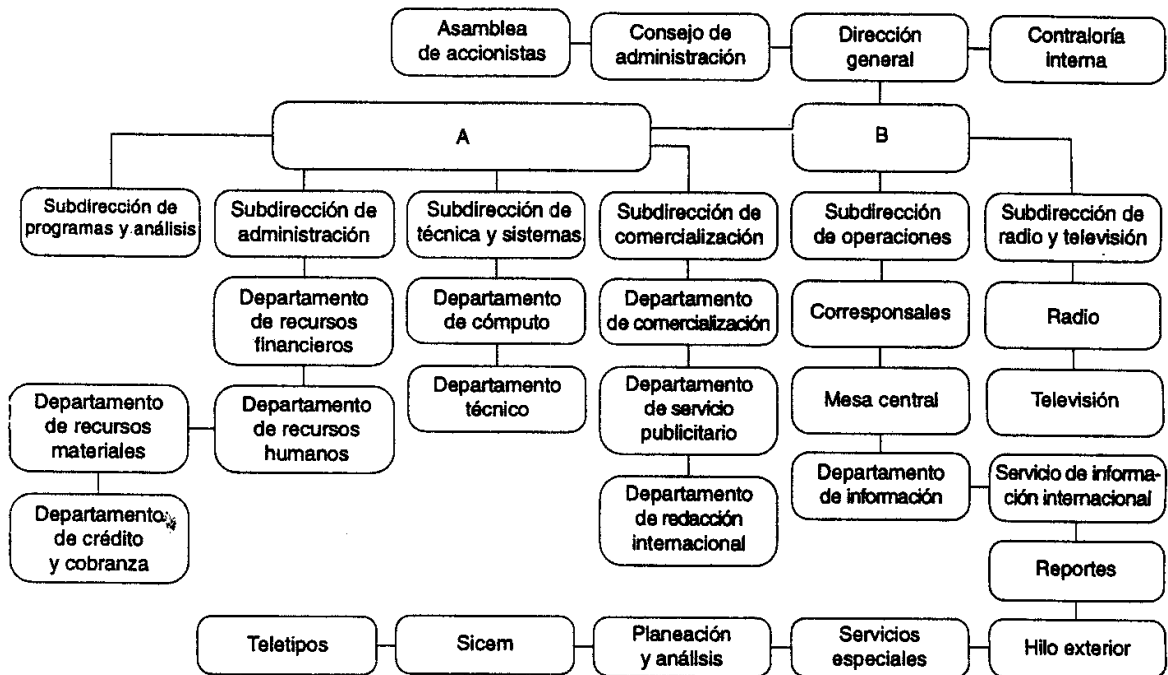 Asamblea
de accionistas
Consejo de
administración
Dirección
general
Contraloría
interna
A
B
Subdirección de
programas y análisis
Subdirección de
administración
Subdirección de
técnica y sistemas
Subdirección de
comercialización
Subdirección
de operaciones
Subdirección de
radio y televisión
Departamento
de recursos
financieros
Departamento
de cómputo
Departamento
de comercialización
Corresponsales
Radio
Departamento
de recursos
materiales
Departamento
de recursos
humanos
Departamento
técnico
Departamento
de servicio
publicitario
Mesa central
Televisión
Departamento
de crédito
y cobranza
Departamento
de redacción
internacional
Departamento
de información
Servicio de informa-
ción internacional
Reportes
Teletipos
Sicem
Planeación
y análisis
Servicios
especiales
Hilo exterior